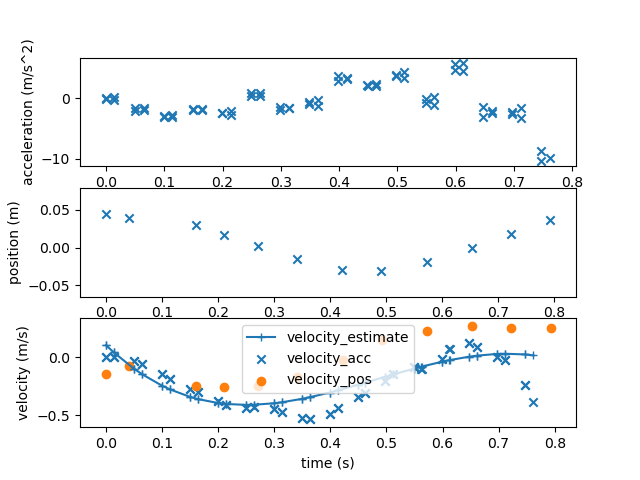 acceleration (m/s^2)
0
−10
0.0 0.1 0.2 0.3 0.4 0.5 0.6 0.7 0.8
position (m)
0.05
0.00
−0.05
0.0 0.1 0.2 0.3 0.4 0.5 0.6 0.7 0.8
velocity (m/s)
0.0
−0.5
velocity_estimate
velocity_acc
velocity_pos
0.0 0.1 0.2 0.3 0.4 0.5 0.6 0.7 0.8
time (s)